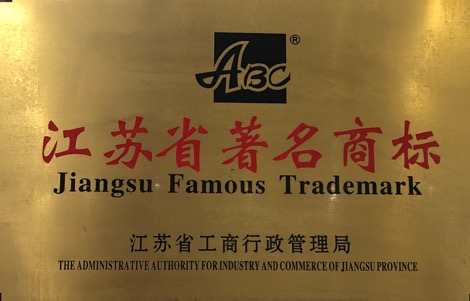 ABC®
江苏省著名商标
Jiangsu Famous Trademark
江苏省工商行政管理局
THE ADMINISTRATIVE AUTHORITY FOR INDUSTRY AND COMMERCE OF JIANGSU PROVINCE